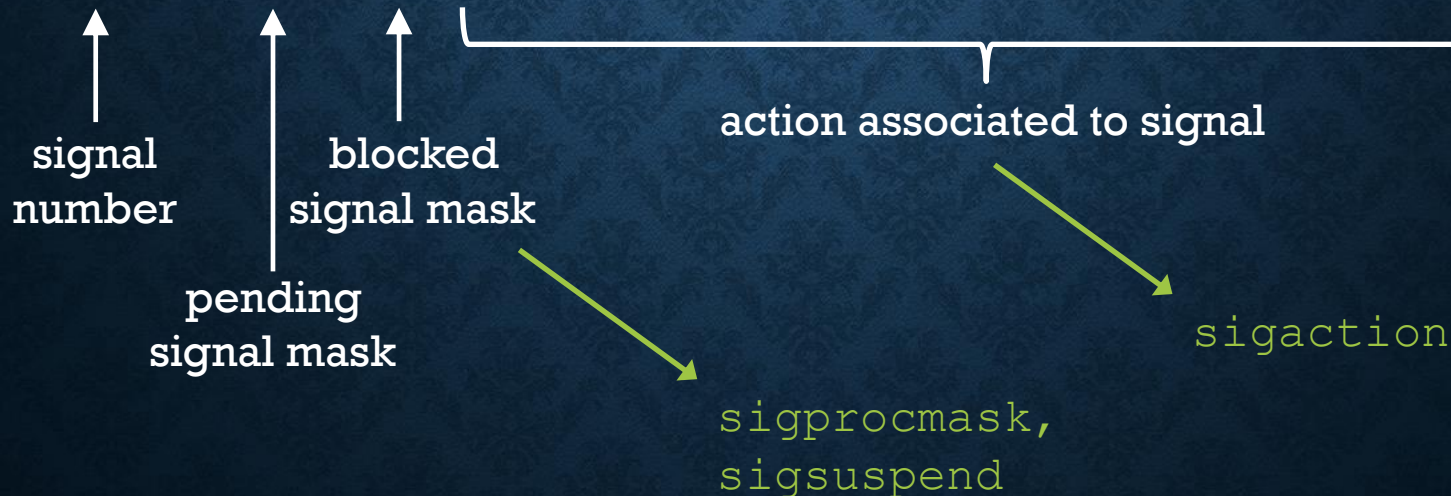 signal
number
blocked
signal mask
pending
signal mask
action associated to signal
sigaction
sigprocmask,
sigsuspend